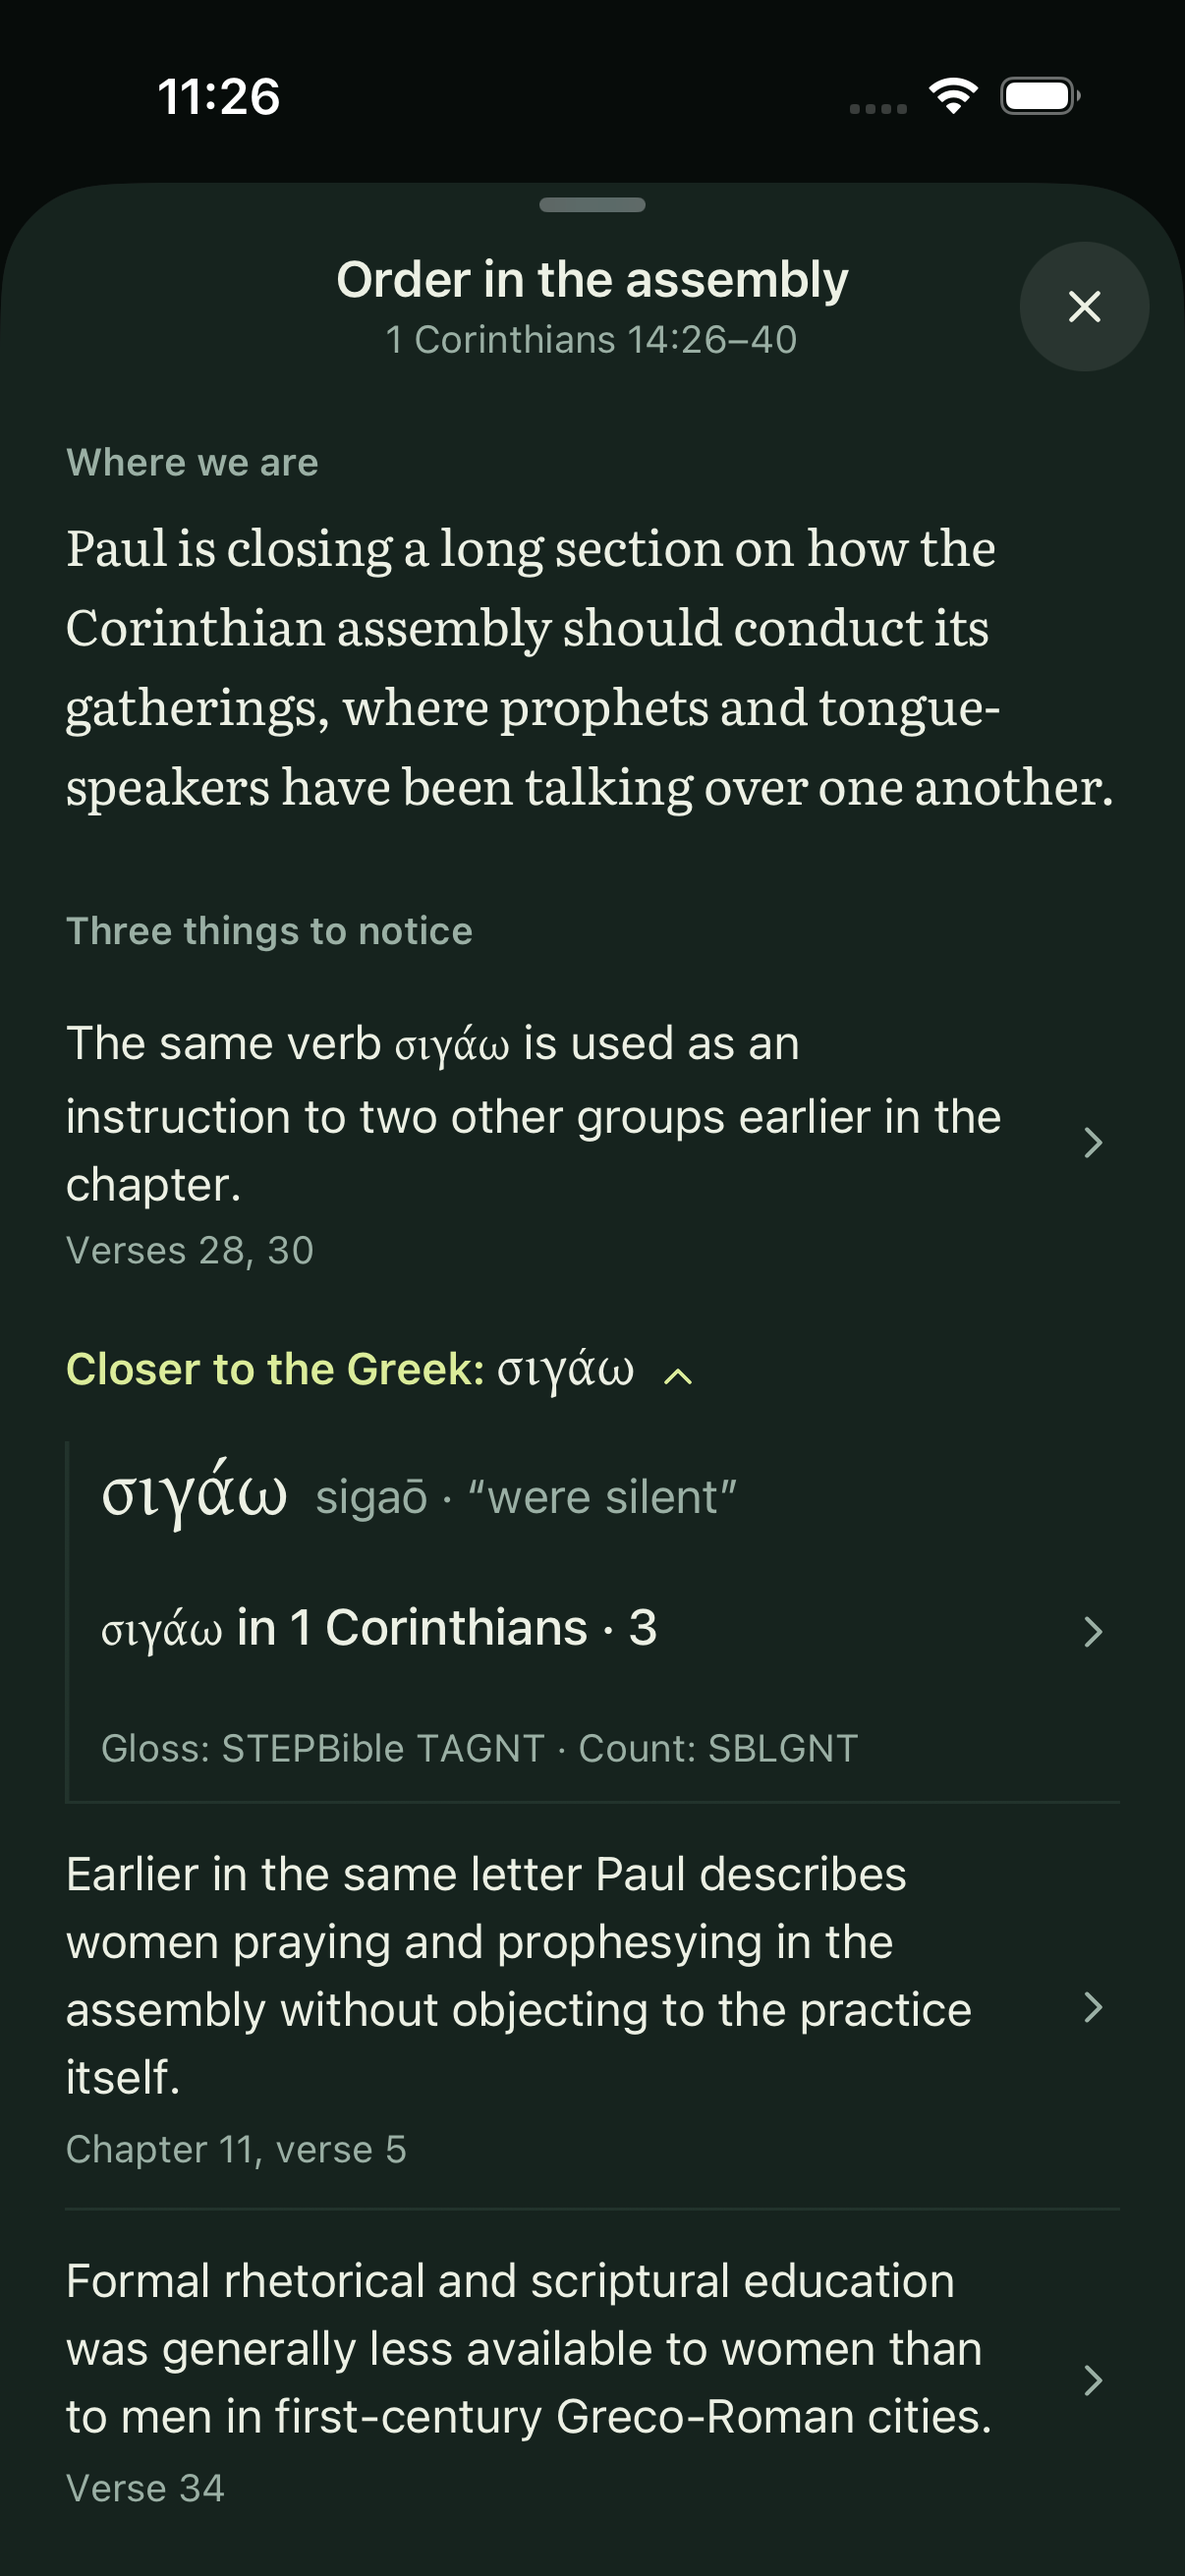 11:26
Order in the assembly
1 Corinthians 14:26–40
Where we are
Paul is closing a long section on how the
Corinthian assembly should conduct its
gatherings, where prophets and tongue-
speakers have been talking over one another.
Three things to notice
The same verb σιγάω is used as an
instruction to two other groups earlier in the
chapter.
Verses 28, 30
Closer to the Greek: σιγάω
σιγάω sigaō · “were silent”
σιγάω in 1 Corinthians · 3
Gloss: STEPBible TAGNT · Count: SBLGNT
Earlier in the same letter Paul describes
women praying and prophesying in the
assembly without objecting to the practice
itself.
Chapter 11, verse 5
Formal rhetorical and scriptural education
was generally less available to women than
to men in first-century Greco-Roman cities.
Verse 34